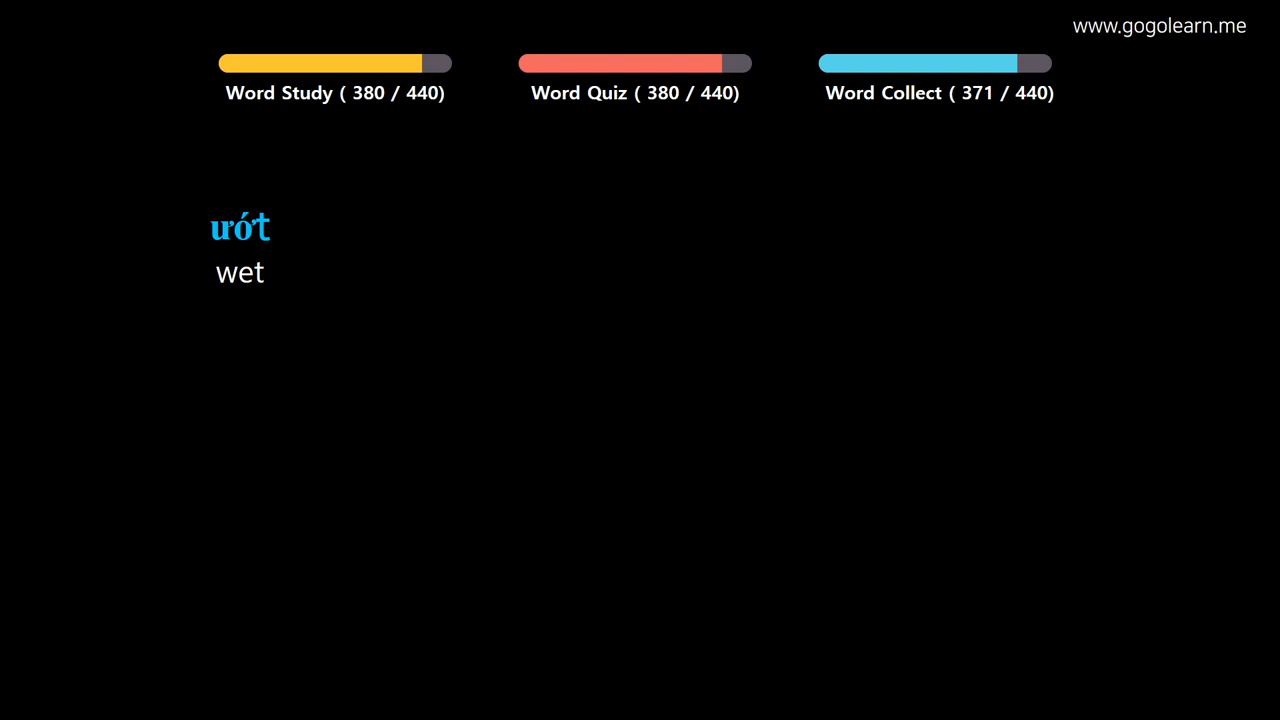 www.gogolearn.me
Word Study ( 380 / 440)
Word Quiz ( 380 / 440)
Word Collect ( 371 / 440)
ướt
wet